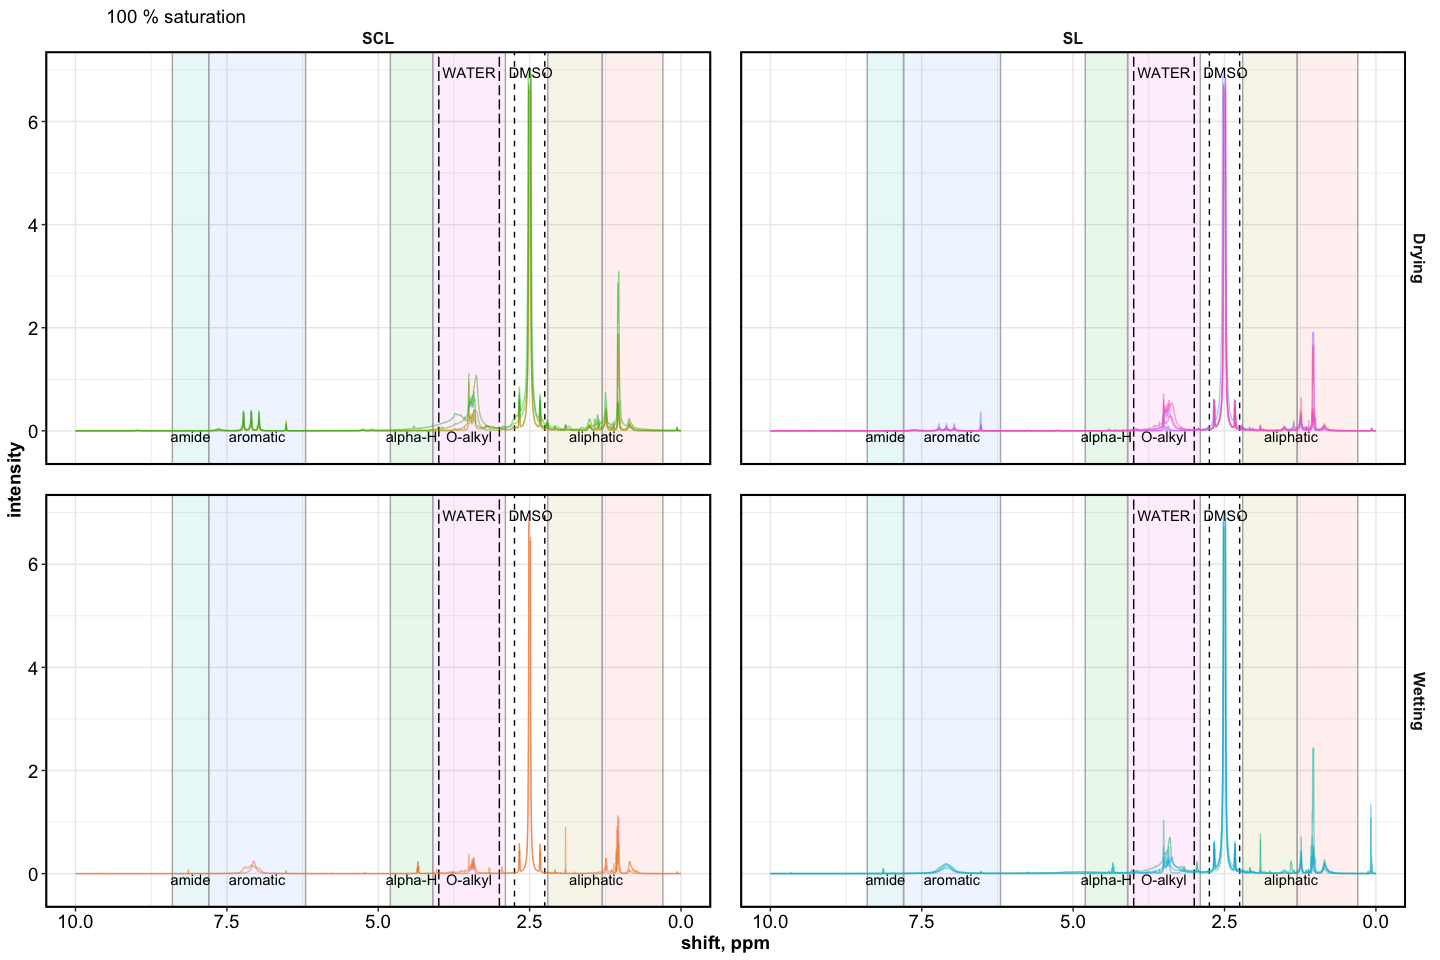 100 % saturation
SCL
SL
WATER DMSO
WATER DMSO
6
4
2
0
amide aromatic alpha-H O-alkyl aliphatic
amide aromatic alpha-H O-alkyl aliphatic
Drying
WATER DMSO
WATER DMSO
6
4
2
0
amide aromatic alpha-H O-alkyl aliphatic
amide aromatic alpha-H O-alkyl aliphatic
Wetting
10.0 7.5 5.0 2.5 0.0
10.0 7.5 5.0 2.5 0.0
shift, ppm
intensity